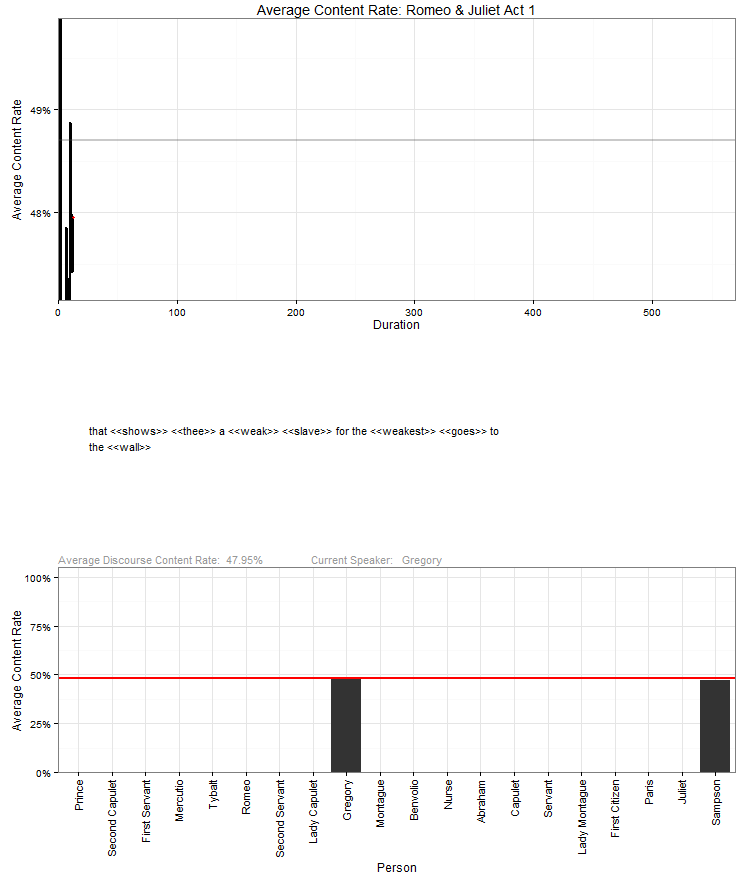 Average Content Rate: Romeo & Juliet Act 1
Average Content Rate
49%
48%
0 100 200 300 400 500
Duration
that <<shows>> <<thee>> a <<weak>> <<slave>> for the <<weakest>> <<goes>> to
the <<wall>>
Average Discourse Content Rate: 47.95% Current Speaker: Gregory
Average Content Rate
100%
75%
50%
25%
0%
Prince
Second Capulet
First Servant
Mercutio
Tybalt
Romeo
Second Servant
Lady Capulet
Gregory
Montague
Benvolio
Nurse
Abraham
Capulet
Servant
Lady Montague
First Citizen
Paris
Juliet
Sampson
Person